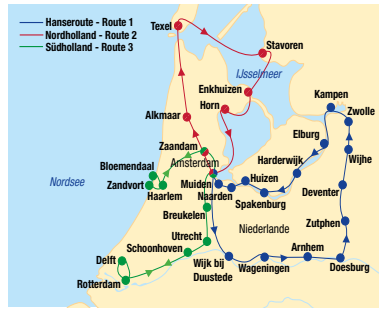 Hanseroute - Route 1
Nordholland - Route 2
Südholland - Route 3
Texel
Stavoren
IJsselmeer
Enkhuizen
Horn
Kampen
Zwolle
Alkmaar
Elburg
Zaandam
Wijhe
Bloemendaal
Amsterdam
Harderwijk
Nordsee
Huizen
Zandvort
Muiden
Deventer
Haarlem
Naarden
Spakenburg
Breukelen
Zutphen
Niederlande
Utrecht
Schoonhoven
Arnhem
Delft
Wijk bij
Duustede
Wageningen
Doesburg
Rotterdam